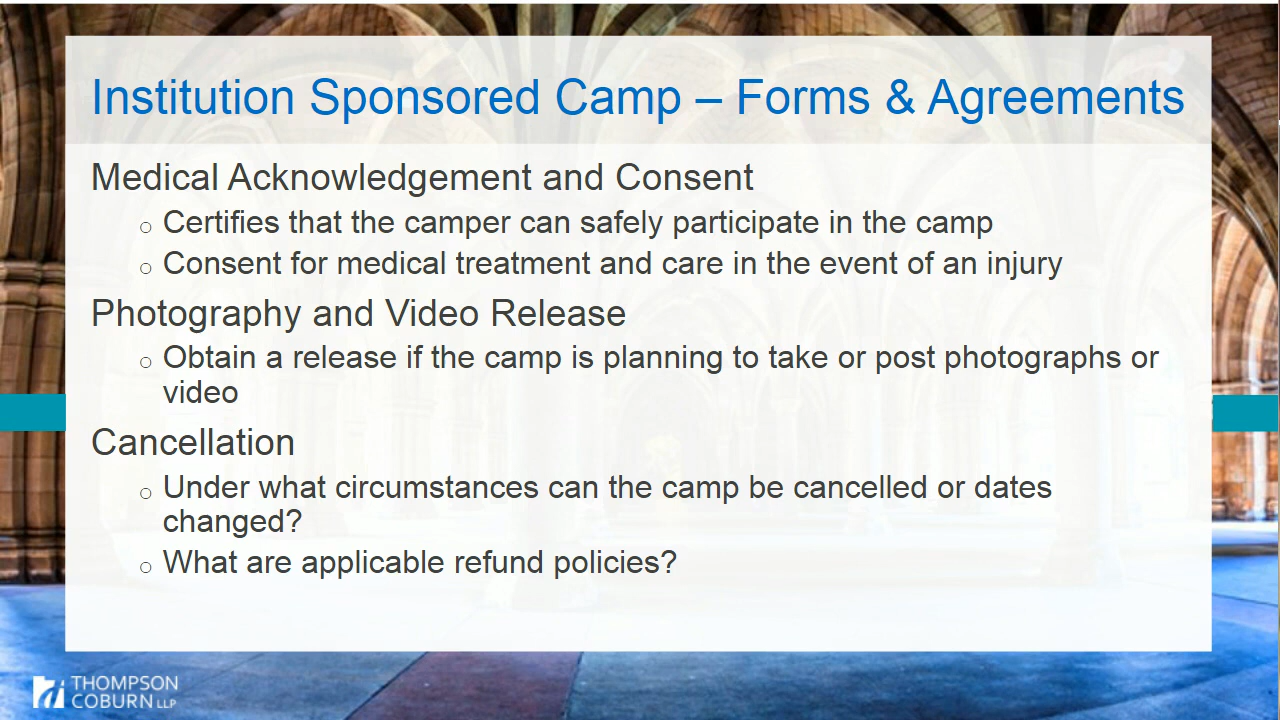 Institution Sponsored Camp – Forms & Agreements
Medical Acknowledgement and Consent
o Certifies that the camper can safely participate in the camp
o Consent for medical treatment and care in the event of an injury
Photography and Video Release
o Obtain a release if the camp is planning to take or post photographs or
video
Cancellation
o Under what circumstances can the camp be cancelled or dates
changed?
o What are applicable refund policies?
THOMPSON
COBURN LLP